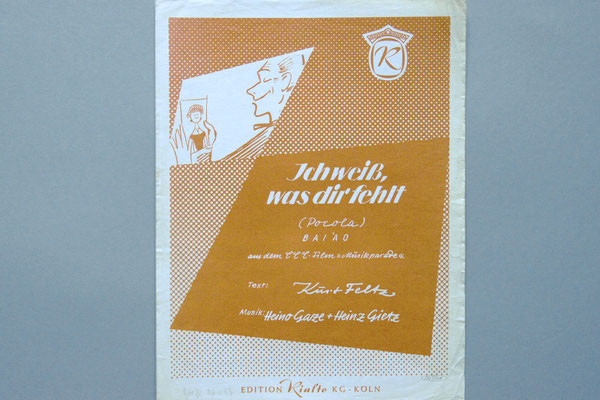 R
Ich weiß,
was dir fehlt
(Pocola)
BAIAO
aus dem CCC-Film »Musikparade«
Text: Kurt Feltz
Musik: Heino Gaze + Heinz Gietz
EDITION Rialto KG - KÖLN